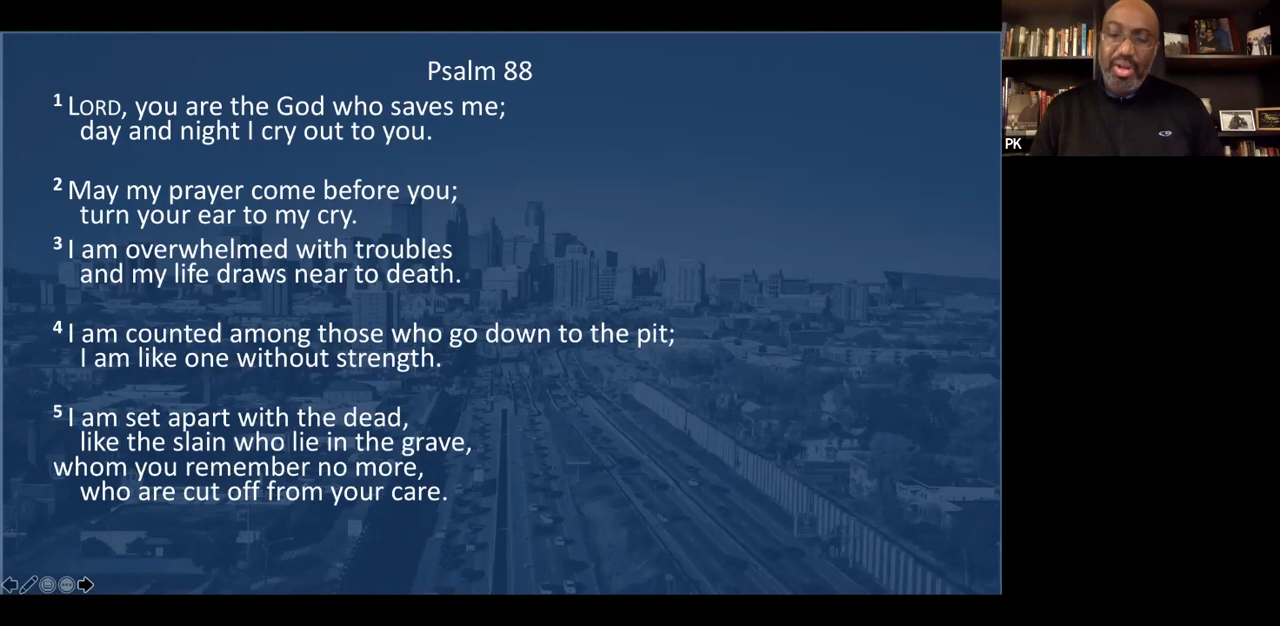 Psalm 88
1 LORD, you are the God who saves me;
day and night I cry out to you.
2 May my prayer come before you;
turn your ear to my cry.
3 I am overwhelmed with troubles
and my life draws near to death.
4 I am counted among those who go down to the pit;
I am like one without strength.
5 I am set apart with the dead,
like the slain who lie in the grave,
whom you remember no more,
who are cut off from your care.
PK